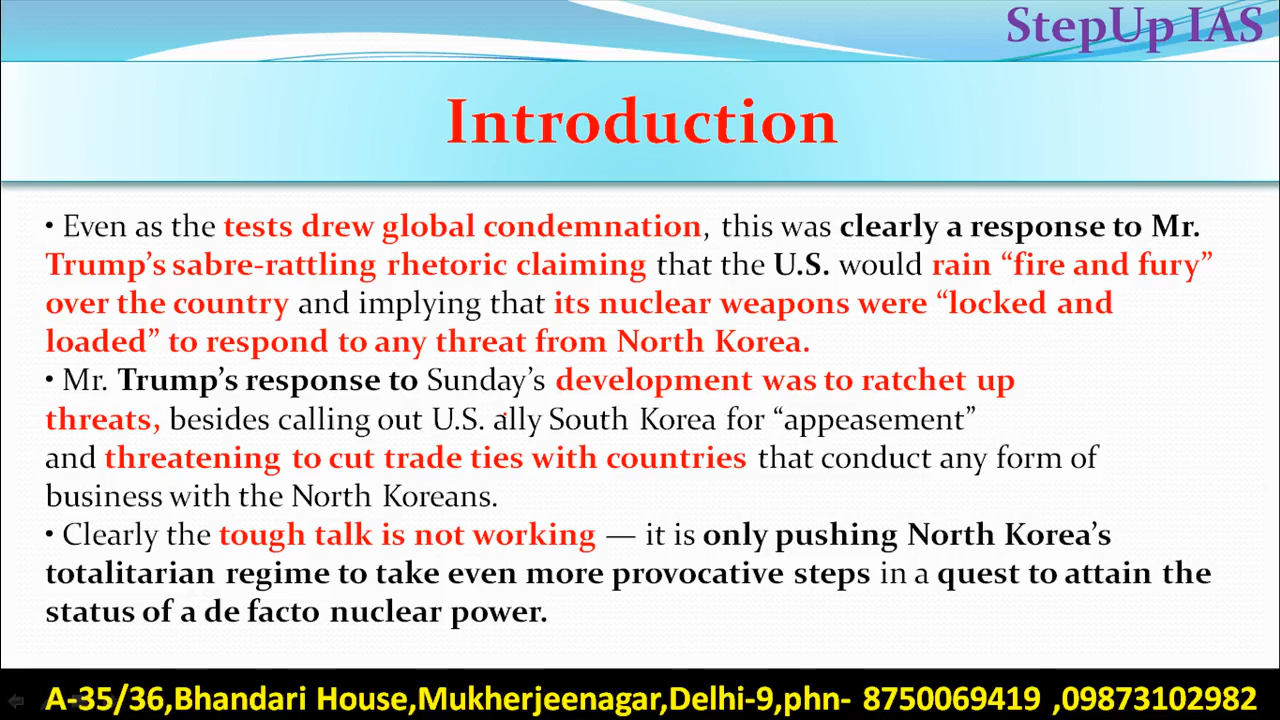 StepUp IAS
Introduction
• Even as the tests drew global condemnation, this was clearly a response to Mr.
Trump’s sabre-rattling rhetoric claiming that the U.S. would rain “fire and fury”
over the country and implying that its nuclear weapons were “locked and
loaded” to respond to any threat from North Korea.
• Mr. Trump’s response to Sunday’s development was to ratchet up
threats, besides calling out U.S. ally South Korea for “appeasement”
and threatening to cut trade ties with countries that conduct any form of
business with the North Koreans.
• Clearly the tough talk is not working — it is only pushing North Korea’s
totalitarian regime to take even more provocative steps in a quest to attain the
status of a de facto nuclear power.
A-35/36,Bhandari House,Mukherjeenagar,Delhi-9,phn- 8750069419 ,09873102982